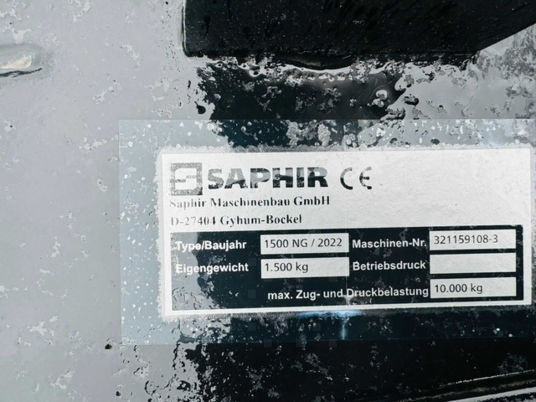 SAPHIR CE
Saphir Maschinenbau GmbH
D-27404 Gyhum-Bockel
Type/Baujahr 1500 NG / 2022 Maschinen-Nr. 321159108-3
Eigengewicht 1.500 kg Betriebsdruck
max. Zug- und Druckbelastung 10.000 kg